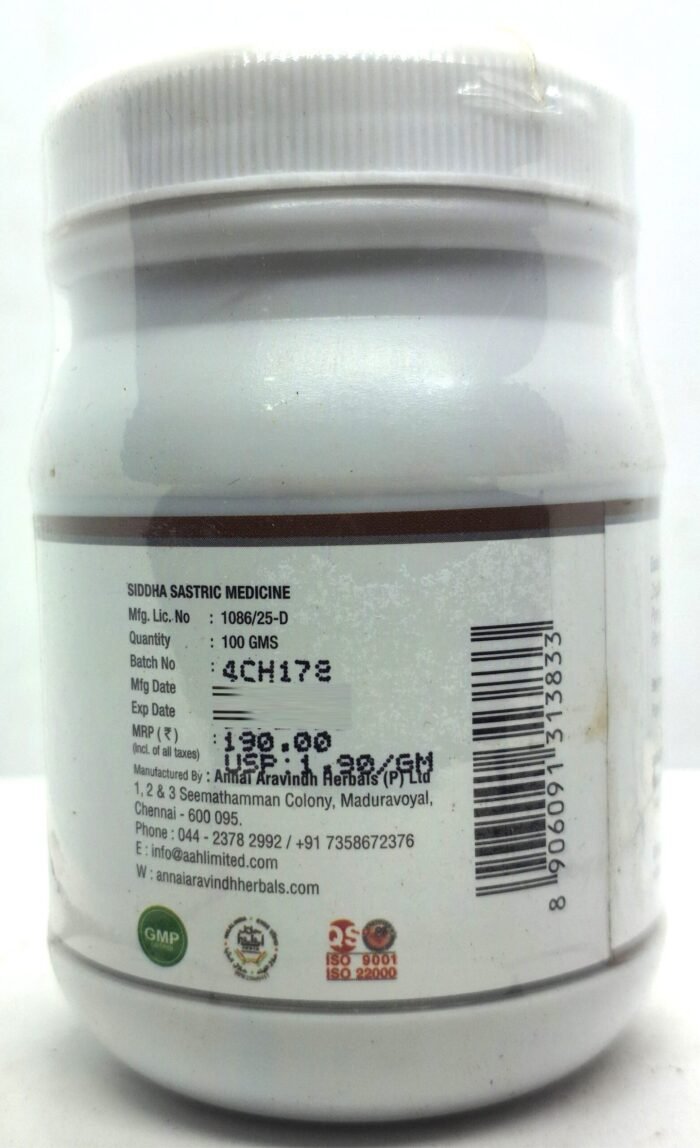 SIDDHA SASTRIC MEDICINE
Mfg. Lic. No : 1086/25-D
Quantity : 100 GMS
Batch No : 4CH178
Mfg Date
Exp Date
MRP (₹) : 190.00
(Incl. of all taxes) USP:1.90/GM
Manufactured By : Annai Aravindh Herbals (P) Ltd
1, 2 & 3 Seemathamman Colony, Maduravoyal,
Chennai - 600 095.
Phone : 044 - 2378 2992 / +91 7358672376
E : info@aahlimited.com
W : annaiaravindhherbals.com
GMP
QS
ISO 9001
ISO 22000
8 906091 313833